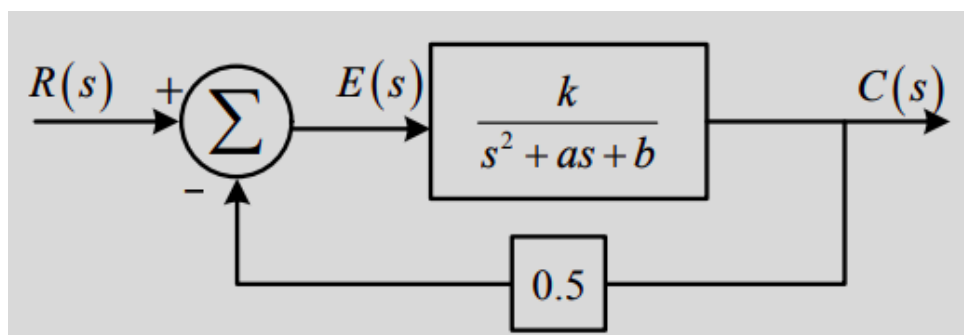 R(s)
+
∑
-
E(s)
k
s² + as + b
C(s)
0.5